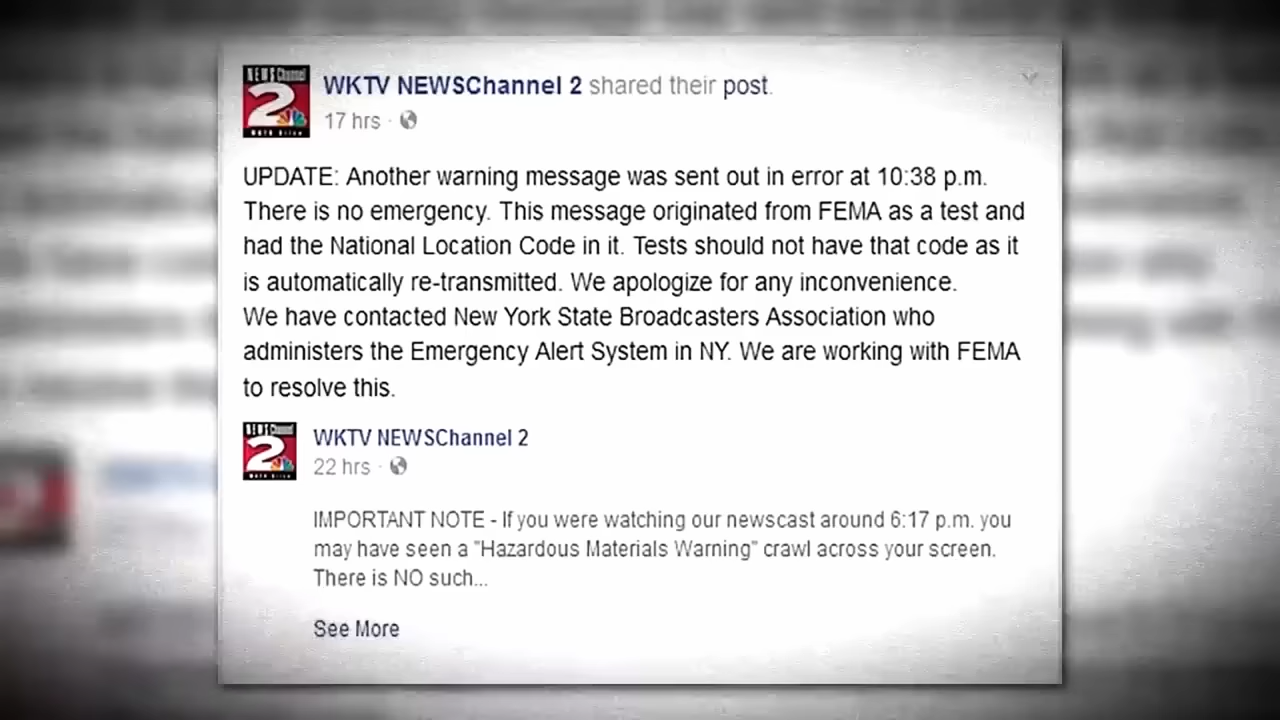 NEWSChannel
2
WKTV NEWSChannel 2 shared their post.
17 hrs ·
UPDATE: Another warning message was sent out in error at 10:38 p.m.
There is no emergency. This message originated from FEMA as a test and
had the National Location Code in it. Tests should not have that code as it
is automatically re-transmitted. We apologize for any inconvenience.
We have contacted New York State Broadcasters Association who
administers the Emergency Alert System in NY. We are working with FEMA
to resolve this.
NEWSChannel
2
WKTV NEWSChannel 2
22 hrs ·
IMPORTANT NOTE - If you were watching our newscast around 6:17 p.m. you
may have seen a "Hazardous Materials Warning" crawl across your screen.
There is NO such...
See More